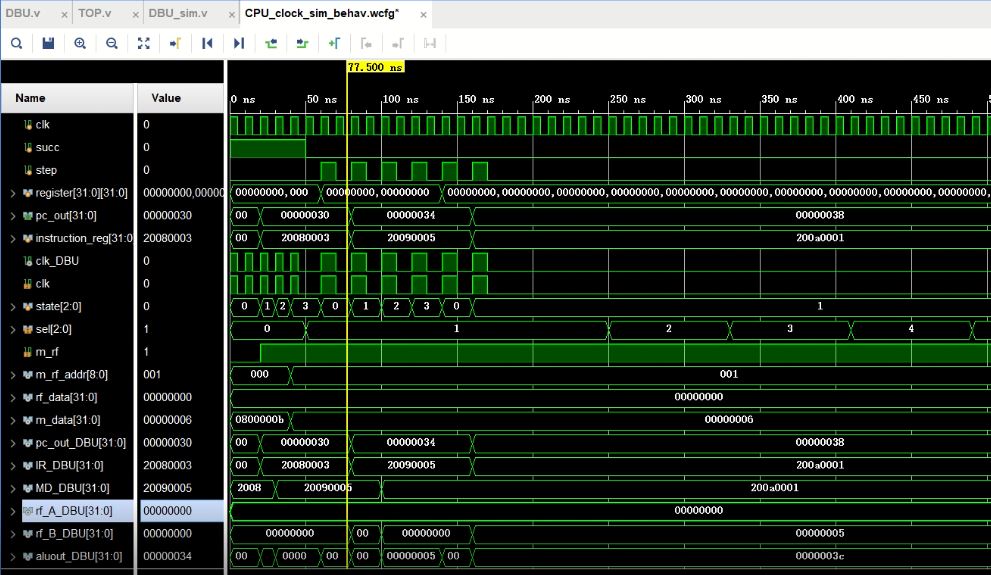 DBU.v × TOP.v × DBU_sim.v × CPU_clock_sim_behav.wcfg* ×
77.500 ns
Name Value 0 ns 50 ns 100 ns 150 ns 200 ns 250 ns 300 ns 350 ns 400 ns 450 ns
clk 0
succ 0
step 0
register[31:0][31:0] 00000000,00000 00000000,000 00000000,00000000 00000000,00000000,00000000,00000000,00000000,00000000,00000000,00000000,
pc_out[31:0] 00000030 00 00000030 00000034 00000038
instruction_reg[31:0 20080003 00 20080003 20090005 200a0001
clk_DBU 0
clk 0
state[2:0] 0 0 1 2 3 0 1 2 3 0 1
sel[2:0] 1 0 1 2 3 4
m_rf 1
m_rf_addr[8:0] 001 000 001
rf_data[31:0] 00000000 00000000
m_data[31:0] 00000006 0800000b 00000006
pc_out_DBU[31:0] 00000030 00 00000030 00000034 00000038
IR_DBU[31:0] 20080003 00 20080003 20090005 200a0001
MD_DBU[31:0] 20090005 2008 20090005 200a0001
rf_A_DBU[31:0] 00000000 00000000
rf_B_DBU[31:0] 00000000 00000000 00 00000000 00000005
aluout_DBU[31:0] 00000034 00 0000 00 00 00000005 00 0000003c